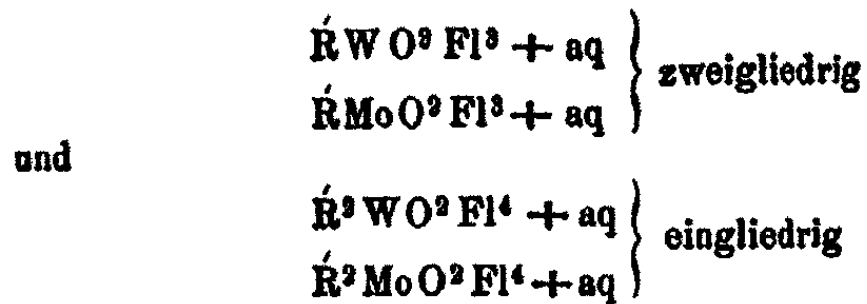 ŔWO² Fl³ + aq
zweigliedrig
ŔMoO² Fl³ + aq
und
Ŕ² WO² Fl⁴ + aq
eingliedrig
Ŕ² MoO² Fl⁴ + aq